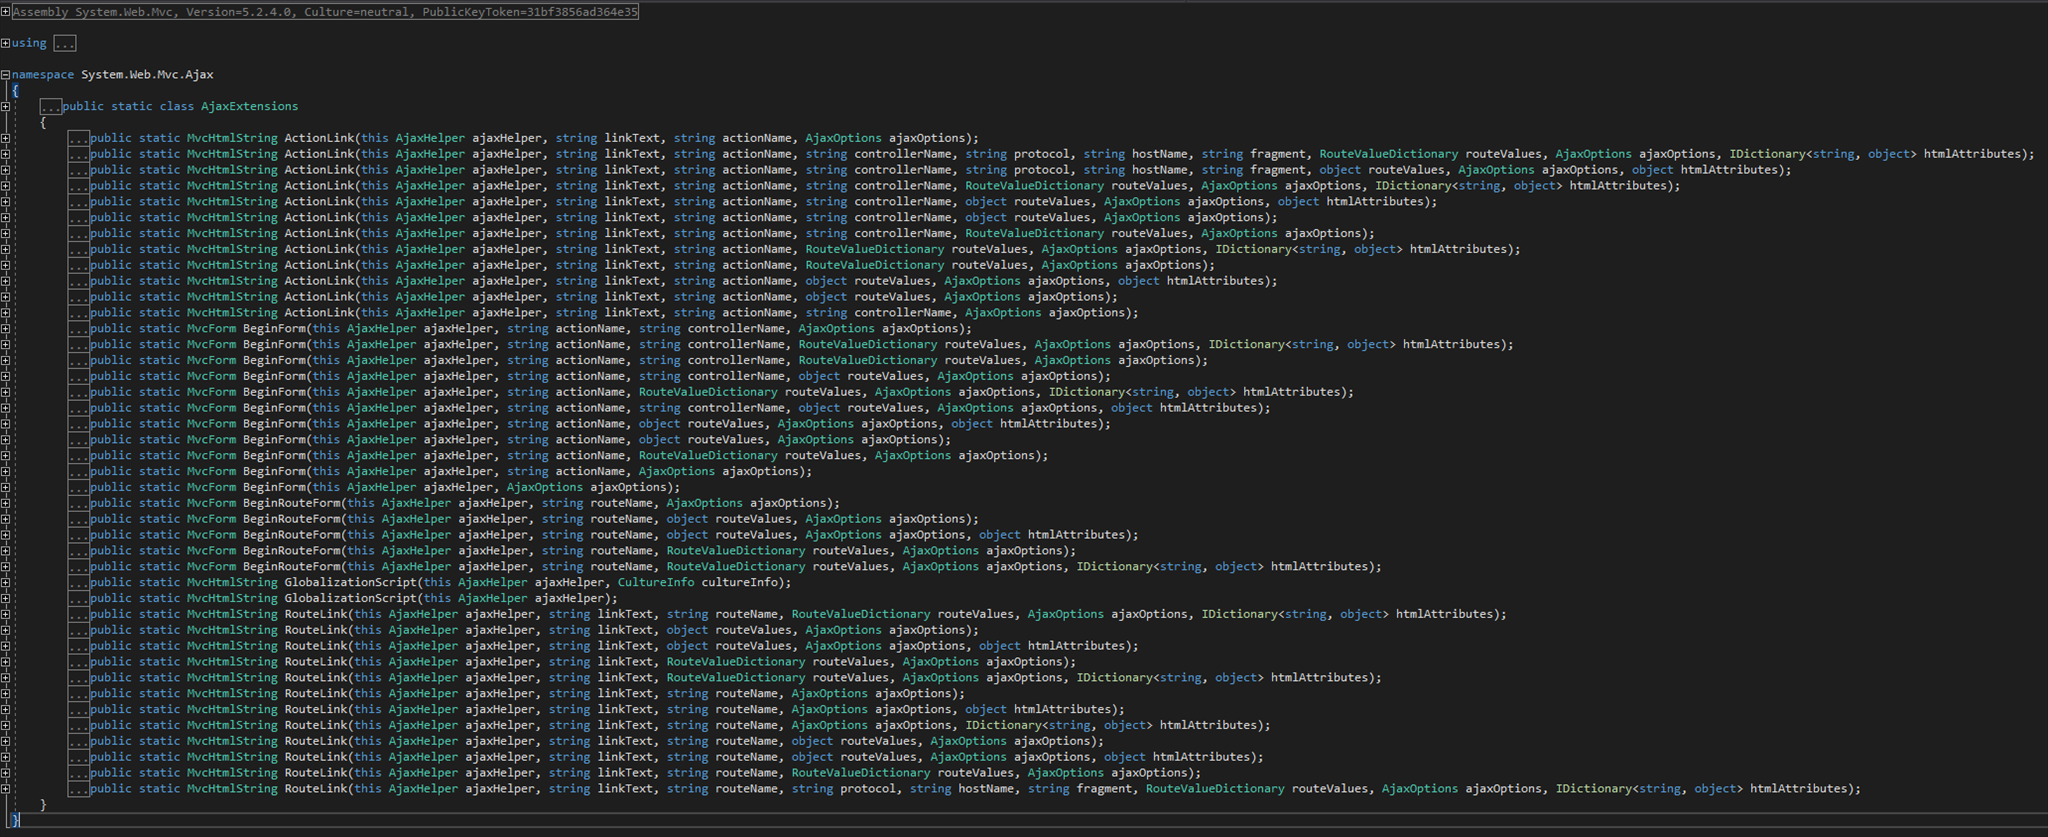 Assembly System.Web.Mvc, Version=5.2.4.0, Culture=neutral, PublicKeyToken=31bf3856ad364e35
using ...
namespace System.Web.Mvc.Ajax
{
...public static class AjaxExtensions
{
...public static MvcHtmlString ActionLink(this AjaxHelper ajaxHelper, string linkText, string actionName, AjaxOptions ajaxOptions);
...public static MvcHtmlString ActionLink(this AjaxHelper ajaxHelper, string linkText, string actionName, string controllerName, string protocol, string hostName, string fragment, RouteValueDictionary routeValues, AjaxOptions ajaxOptions, IDictionary<string, object> htmlAttributes);
...public static MvcHtmlString ActionLink(this AjaxHelper ajaxHelper, string linkText, string actionName, string controllerName, string protocol, string hostName, string fragment, object routeValues, AjaxOptions ajaxOptions, object htmlAttributes);
...public static MvcHtmlString ActionLink(this AjaxHelper ajaxHelper, string linkText, string actionName, string controllerName, RouteValueDictionary routeValues, AjaxOptions ajaxOptions, IDictionary<string, object> htmlAttributes);
...public static MvcHtmlString ActionLink(this AjaxHelper ajaxHelper, string linkText, string actionName, string controllerName, object routeValues, AjaxOptions ajaxOptions, object htmlAttributes);
...public static MvcHtmlString ActionLink(this AjaxHelper ajaxHelper, string linkText, string actionName, string controllerName, object routeValues, AjaxOptions ajaxOptions);
...public static MvcHtmlString ActionLink(this AjaxHelper ajaxHelper, string linkText, string actionName, string controllerName, RouteValueDictionary routeValues, AjaxOptions ajaxOptions);
...public static MvcHtmlString ActionLink(this AjaxHelper ajaxHelper, string linkText, string actionName, RouteValueDictionary routeValues, AjaxOptions ajaxOptions, IDictionary<string, object> htmlAttributes);
...public static MvcHtmlString ActionLink(this AjaxHelper ajaxHelper, string linkText, string actionName, RouteValueDictionary routeValues, AjaxOptions ajaxOptions);
...public static MvcHtmlString ActionLink(this AjaxHelper ajaxHelper, string linkText, string actionName, object routeValues, AjaxOptions ajaxOptions, object htmlAttributes);
...public static MvcHtmlString ActionLink(this AjaxHelper ajaxHelper, string linkText, string actionName, object routeValues, AjaxOptions ajaxOptions);
...public static MvcHtmlString ActionLink(this AjaxHelper ajaxHelper, string linkText, string actionName, string controllerName, AjaxOptions ajaxOptions);
...public static MvcForm BeginForm(this AjaxHelper ajaxHelper, string actionName, string controllerName, AjaxOptions ajaxOptions);
...public static MvcForm BeginForm(this AjaxHelper ajaxHelper, string actionName, string controllerName, RouteValueDictionary routeValues, AjaxOptions ajaxOptions, IDictionary<string, object> htmlAttributes);
...public static MvcForm BeginForm(this AjaxHelper ajaxHelper, string actionName, string controllerName, RouteValueDictionary routeValues, AjaxOptions ajaxOptions);
...public static MvcForm BeginForm(this AjaxHelper ajaxHelper, string actionName, string controllerName, object routeValues, AjaxOptions ajaxOptions);
...public static MvcForm BeginForm(this AjaxHelper ajaxHelper, string actionName, RouteValueDictionary routeValues, AjaxOptions ajaxOptions, IDictionary<string, object> htmlAttributes);
...public static MvcForm BeginForm(this AjaxHelper ajaxHelper, string actionName, string controllerName, object routeValues, AjaxOptions ajaxOptions, object htmlAttributes);
...public static MvcForm BeginForm(this AjaxHelper ajaxHelper, string actionName, object routeValues, AjaxOptions ajaxOptions, object htmlAttributes);
...public static MvcForm BeginForm(this AjaxHelper ajaxHelper, string actionName, object routeValues, AjaxOptions ajaxOptions);
...public static MvcForm BeginForm(this AjaxHelper ajaxHelper, string actionName, RouteValueDictionary routeValues, AjaxOptions ajaxOptions);
...public static MvcForm BeginForm(this AjaxHelper ajaxHelper, string actionName, AjaxOptions ajaxOptions);
...public static MvcForm BeginForm(this AjaxHelper ajaxHelper, AjaxOptions ajaxOptions);
...public static MvcForm BeginRouteForm(this AjaxHelper ajaxHelper, string routeName, AjaxOptions ajaxOptions);
...public static MvcForm BeginRouteForm(this AjaxHelper ajaxHelper, string routeName, object routeValues, AjaxOptions ajaxOptions);
...public static MvcForm BeginRouteForm(this AjaxHelper ajaxHelper, string routeName, object routeValues, AjaxOptions ajaxOptions, object htmlAttributes);
...public static MvcForm BeginRouteForm(this AjaxHelper ajaxHelper, string routeName, RouteValueDictionary routeValues, AjaxOptions ajaxOptions);
...public static MvcForm BeginRouteForm(this AjaxHelper ajaxHelper, string routeName, RouteValueDictionary routeValues, AjaxOptions ajaxOptions, IDictionary<string, object> htmlAttributes);
...public static MvcHtmlString GlobalizationScript(this AjaxHelper ajaxHelper, CultureInfo cultureInfo);
...public static MvcHtmlString GlobalizationScript(this AjaxHelper ajaxHelper);
...public static MvcHtmlString RouteLink(this AjaxHelper ajaxHelper, string linkText, string routeName, RouteValueDictionary routeValues, AjaxOptions ajaxOptions, IDictionary<string, object> htmlAttributes);
...public static MvcHtmlString RouteLink(this AjaxHelper ajaxHelper, string linkText, object routeValues, AjaxOptions ajaxOptions);
...public static MvcHtmlString RouteLink(this AjaxHelper ajaxHelper, string linkText, object routeValues, AjaxOptions ajaxOptions, object htmlAttributes);
...public static MvcHtmlString RouteLink(this AjaxHelper ajaxHelper, string linkText, RouteValueDictionary routeValues, AjaxOptions ajaxOptions);
...public static MvcHtmlString RouteLink(this AjaxHelper ajaxHelper, string linkText, RouteValueDictionary routeValues, AjaxOptions ajaxOptions, IDictionary<string, object> htmlAttributes);
...public static MvcHtmlString RouteLink(this AjaxHelper ajaxHelper, string linkText, string routeName, AjaxOptions ajaxOptions);
...public static MvcHtmlString RouteLink(this AjaxHelper ajaxHelper, string linkText, string routeName, AjaxOptions ajaxOptions, object htmlAttributes);
...public static MvcHtmlString RouteLink(this AjaxHelper ajaxHelper, string linkText, string routeName, AjaxOptions ajaxOptions, IDictionary<string, object> htmlAttributes);
...public static MvcHtmlString RouteLink(this AjaxHelper ajaxHelper, string linkText, string routeName, object routeValues, AjaxOptions ajaxOptions);
...public static MvcHtmlString RouteLink(this AjaxHelper ajaxHelper, string linkText, string routeName, object routeValues, AjaxOptions ajaxOptions, object htmlAttributes);
...public static MvcHtmlString RouteLink(this AjaxHelper ajaxHelper, string linkText, string routeName, RouteValueDictionary routeValues, AjaxOptions ajaxOptions);
...public static MvcHtmlString RouteLink(this AjaxHelper ajaxHelper, string linkText, string routeName, string protocol, string hostName, string fragment, RouteValueDictionary routeValues, AjaxOptions ajaxOptions, IDictionary<string, object> htmlAttributes);
}
}